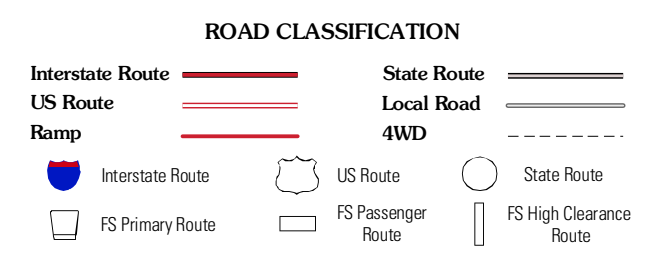 ROAD CLASSIFICATION
Interstate Route
State Route
US Route
Local Road
Ramp
4WD
Interstate Route
US Route
State Route
FS Primary Route
FS Passenger
Route
FS High Clearance
Route